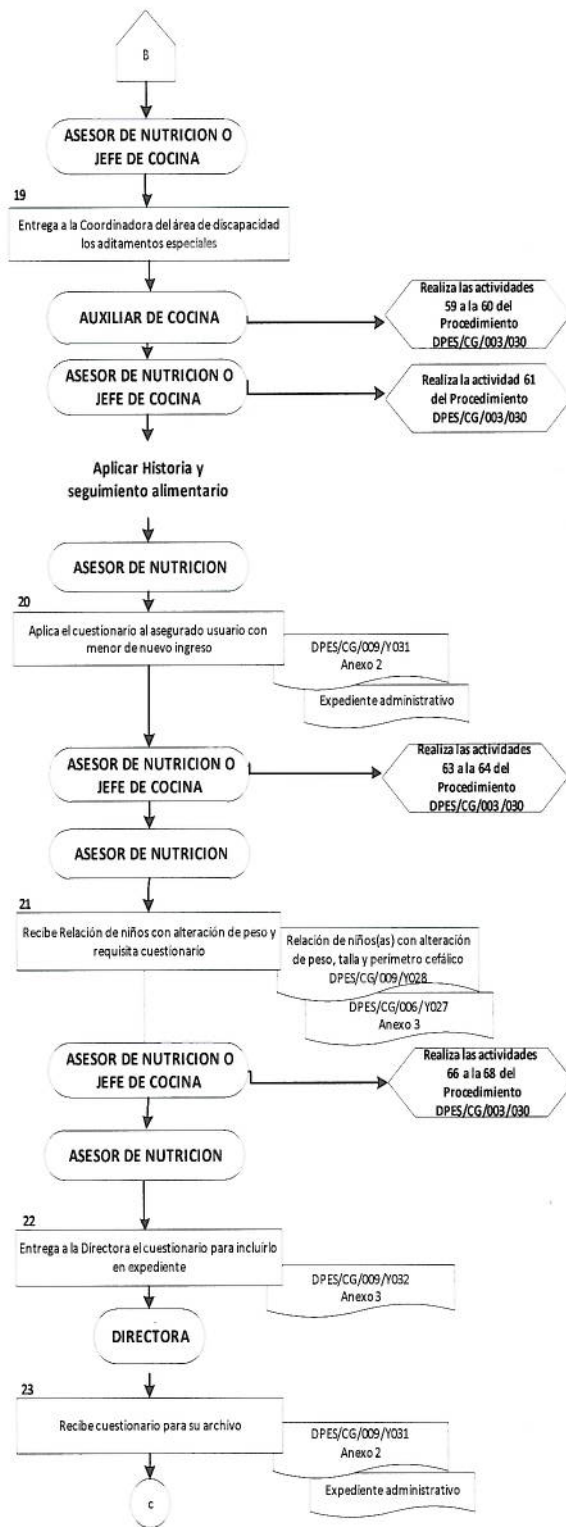 B
ASESOR DE NUTRICION O
JEFE DE COCINA
19
Entrega a la Coordinadora del área de discapacidad
los aditamentos especiales
AUXILIAR DE COCINA
Realiza las actividades
59 a la 60 del
Procedimiento
DPES/CG/003/030
ASESOR DE NUTRICION O
JEFE DE COCINA
Realiza la actividad 61
del Procedimiento
DPES/CG/003/030
Aplicar Historia y
seguimiento alimentario
ASESOR DE NUTRICION
20
Aplica el cuestionario al asegurado usuario con
menor de nuevo ingreso
DPES/CG/009/Y031
Anexo 2
Expediente administrativo
ASESOR DE NUTRICION O
JEFE DE COCINA
Realiza las actividades
63 a la 64 del
Procedimiento
DPES/CG/003/030
ASESOR DE NUTRICION
21
Recibe Relación de niños con alteración de peso y
requisita cuestionario
Relación de niños(as) con alteración
de peso, talla y perímetro cefálico
DPES/CG/009/Y028
DPES/CG/006/Y027
Anexo 3
ASESOR DE NUTRICION O
JEFE DE COCINA
Realiza las actividades
66 a la 68 del
Procedimiento
DPES/CG/003/030
ASESOR DE NUTRICION
22
Entrega a la Directora el cuestionario para incluírlo
en expediente
DPES/CG/009/Y032
Anexo 3
DIRECTORA
23
Recibe cuestionario para su archivo
DPES/CG/009/Y031
Anexo 2
Expediente administrativo
c